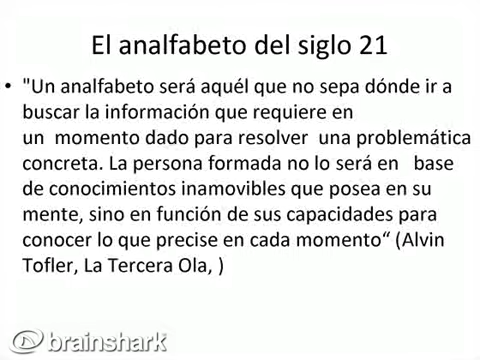 El analfabeto del siglo 21
• "Un analfabeto será aquél que no sepa dónde ir a
buscar la información que requiere en
un momento dado para resolver una problemática
concreta. La persona formada no lo será en base
de conocimientos inamovibles que posea en su
mente, sino en función de sus capacidades para
conocer lo que precise en cada momento“ (Alvin
Tofler, La Tercera Ola, )
brainshark